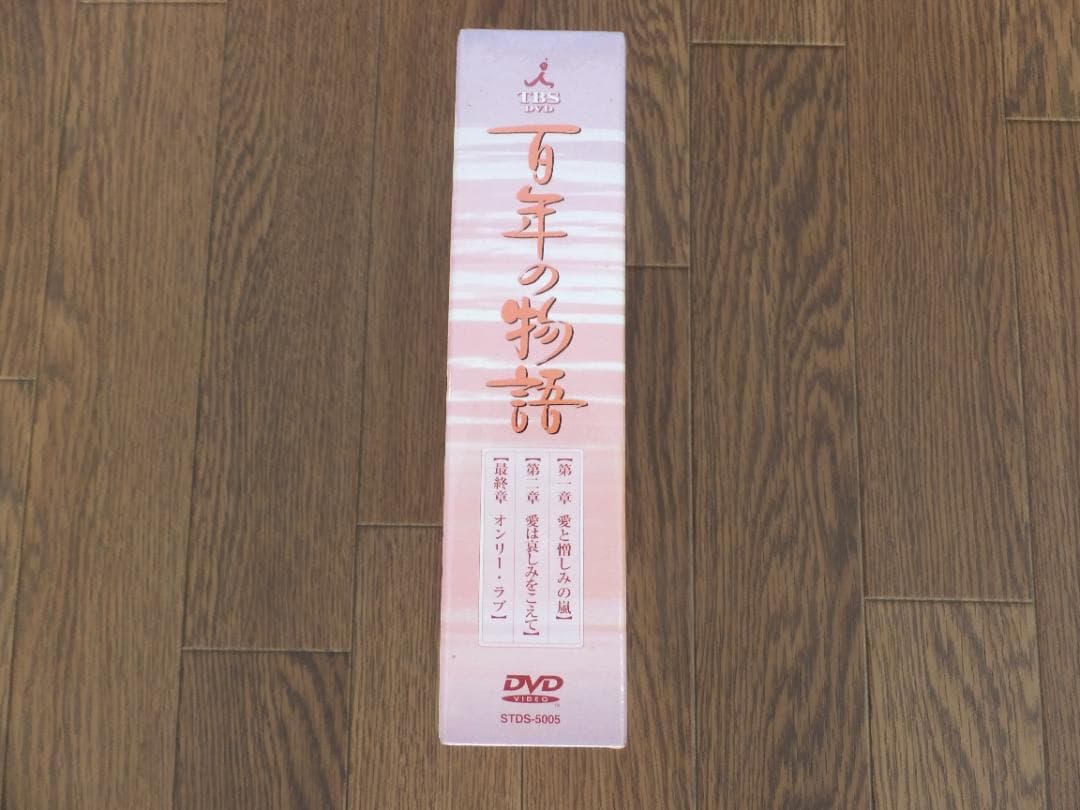 TBS
DVD
百年の物語
【第一章 愛と憎しみの嵐】
【第二章 愛は哀しみをこえて】
【最終章 オンリー・ラブ】
DVD
VIDEO
TM
STDS-5005